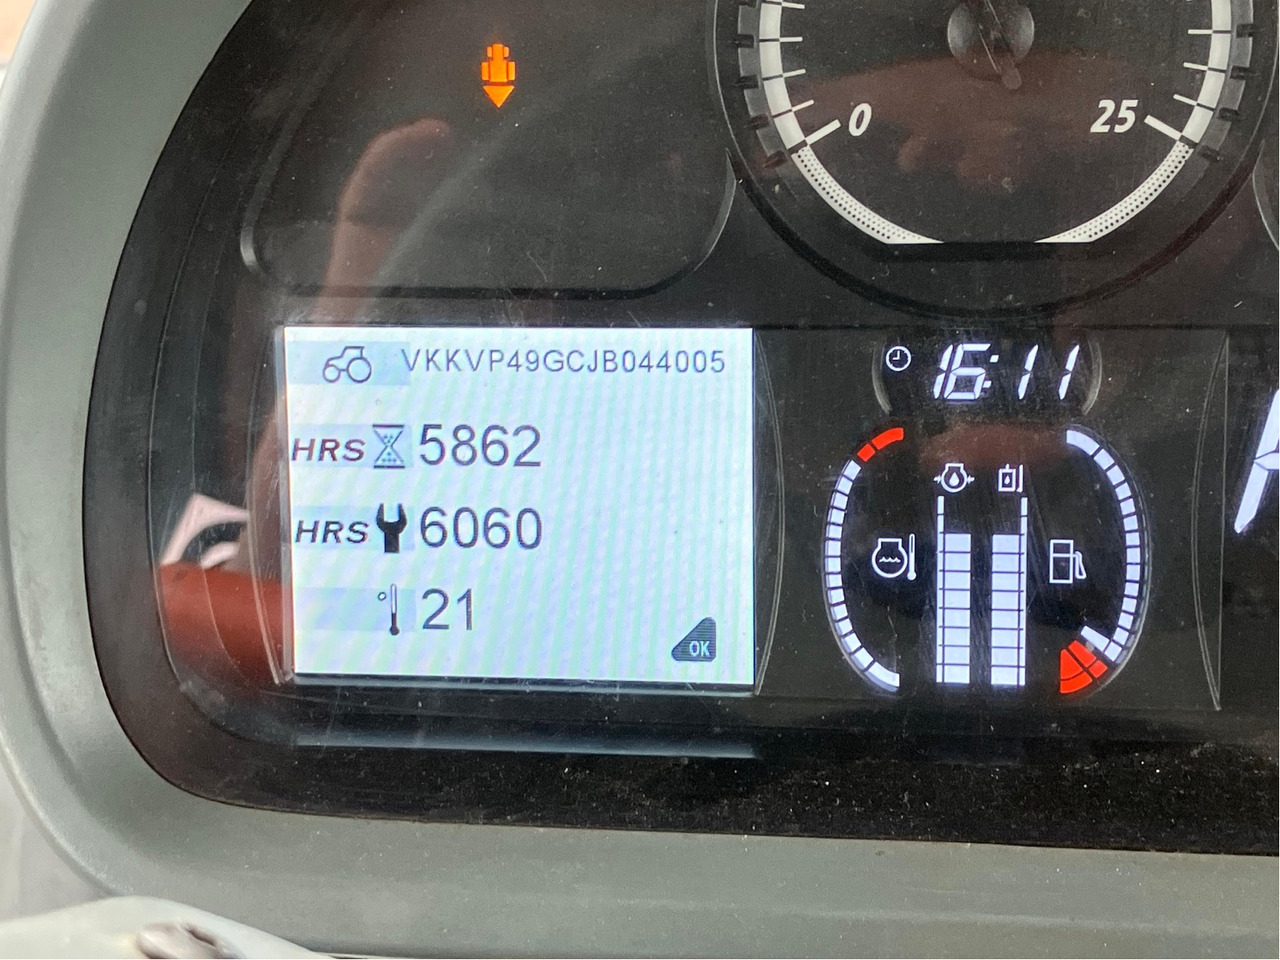 0 25
VKKVP49GCJB044005
16:11
HRS 5862
HRS 6060
° 21
OK